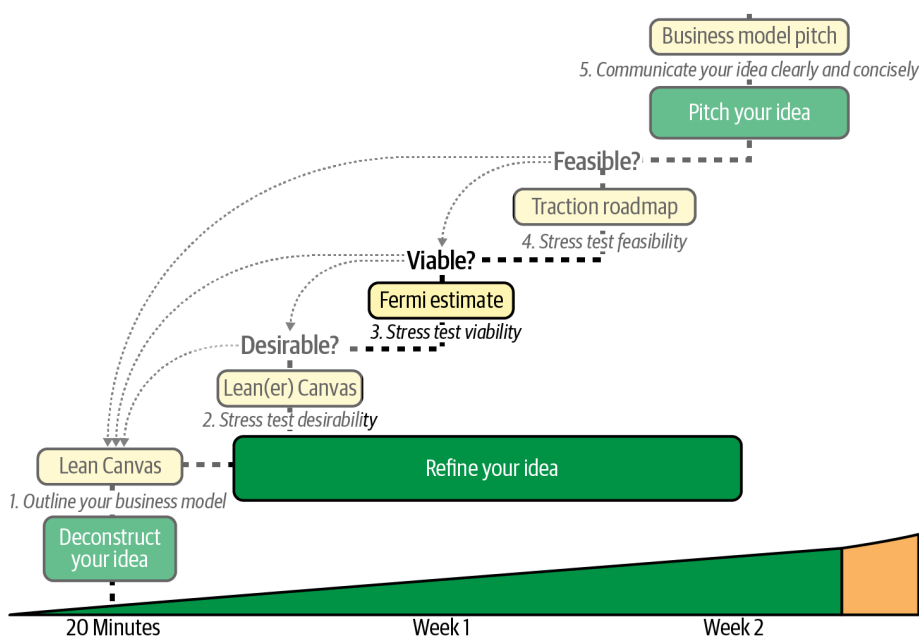 Business model pitch
5. Communicate your idea clearly and concisely
Pitch your idea
Feasible?
Traction roadmap
4. Stress test feasibility
Viable?
Fermi estimate
3. Stress test viability
Desirable?
Lean(er) Canvas
2. Stress test desirability
Refine your idea
Lean Canvas
1. Outline your business model
Deconstruct
your idea
20 Minutes
Week 1
Week 2